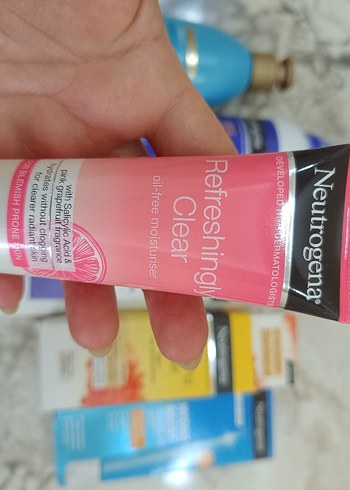 Neutrogena®
DEVELOPED WITH DERMATOLOGISTS
Refreshingly
Clear
oil-free moisturiser
with Salicylic Acid &
pink grapefruit fragrance
hydrates without clogging
for clearer radiant skin
BLEMISH PRONE SKIN